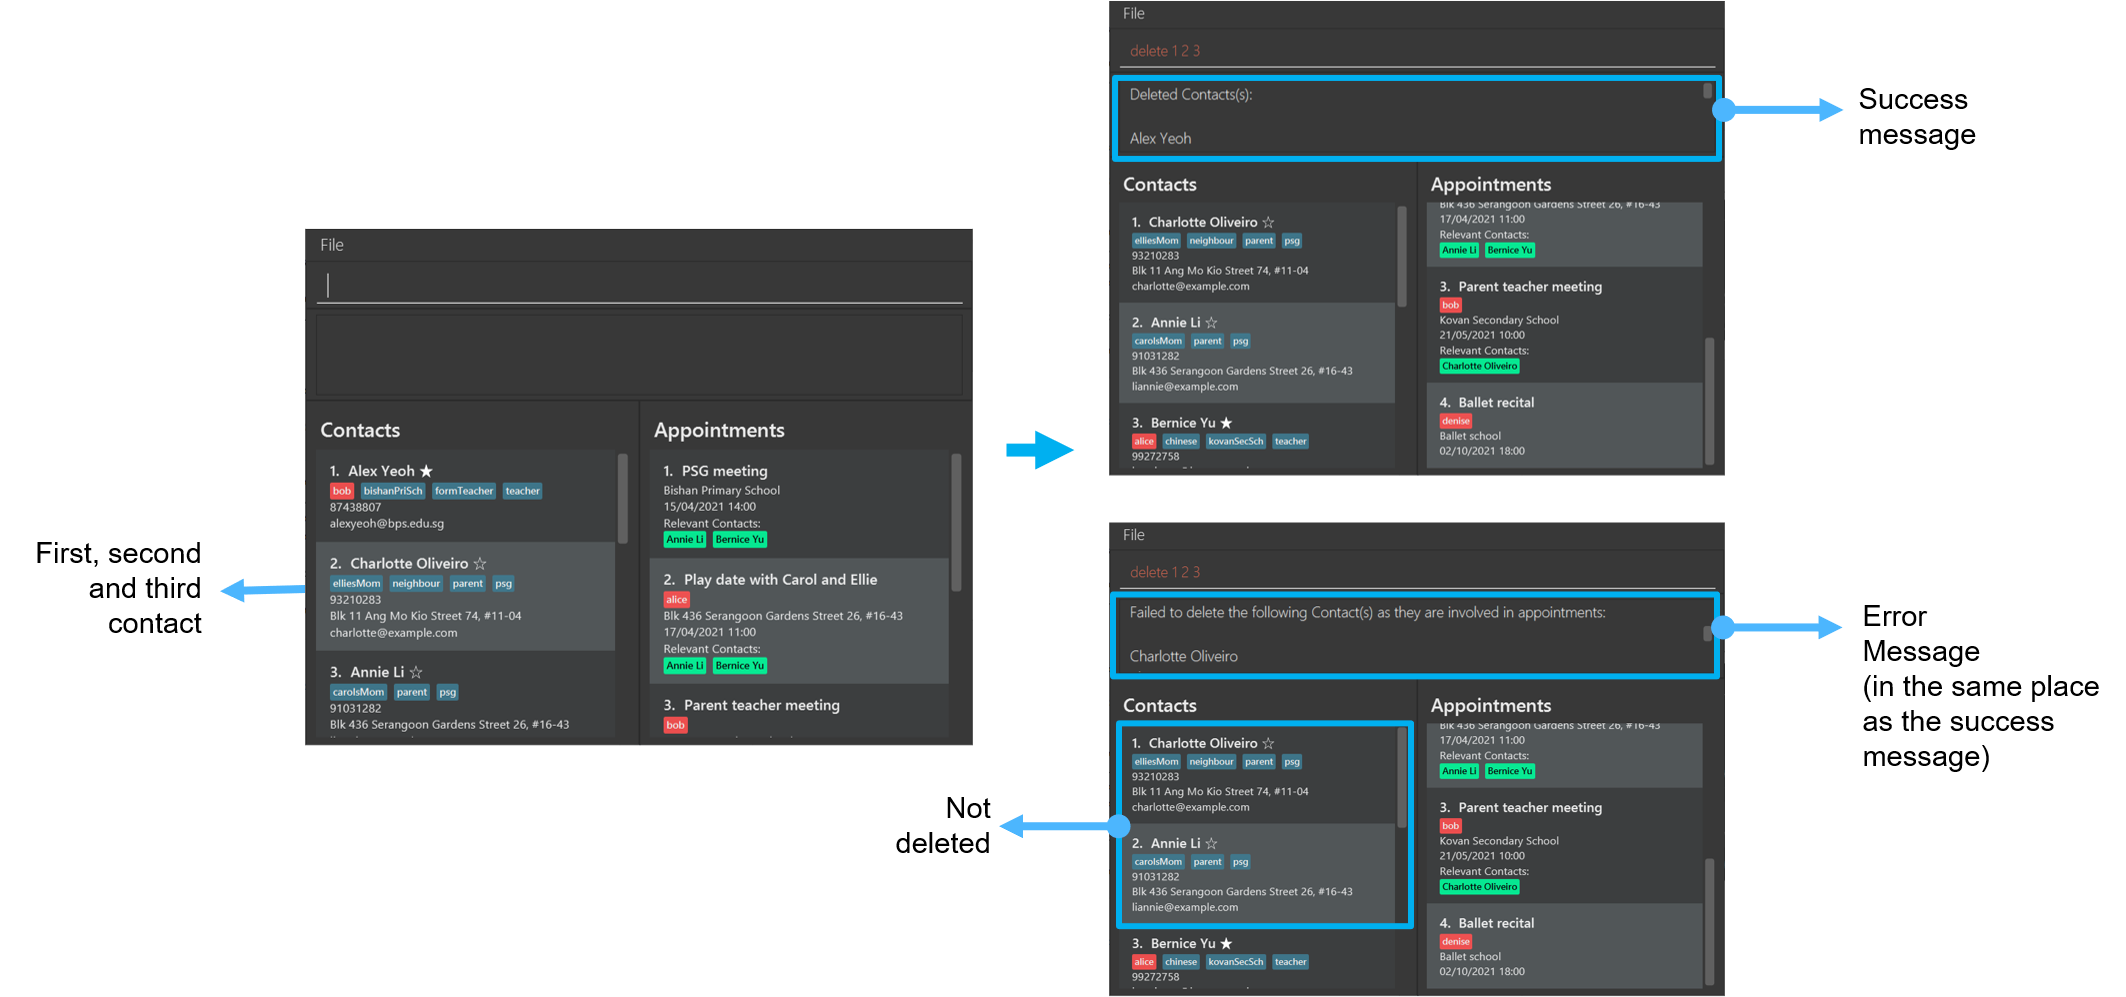 First, second
and third
contact
File
Contacts
1. Alex Yeoh ★
bob bishanPriSch formTeacher teacher
87438807
alexyeoh@bps.edu.sg
2. Charlotte Oliveiro ☆
elliesMom neighbour parent psg
93210283
Blk 11 Ang Mo Kio Street 74, #11-04
charlotte@example.com
3. Annie Li ☆
carolsMom parent psg
91031282
Blk 436 Serangoon Gardens Street 26, #16-43
Appointments
1. PSG meeting
Bishan Primary School
15/04/2021 14:00
Relevant Contacts:
Annie Li Bernice Yu
2. Play date with Carol and Ellie
alice
Blk 436 Serangoon Gardens Street 26, #16-43
17/04/2021 11:00
Relevant Contacts:
Annie Li Bernice Yu
3. Parent teacher meeting
bob
File
delete 1 2 3
Deleted Contacts(s):
Alex Yeoh
Success
message
Contacts
1. Charlotte Oliveiro ☆
elliesMom neighbour parent psg
93210283
Blk 11 Ang Mo Kio Street 74, #11-04
charlotte@example.com
2. Annie Li ☆
carolsMom parent psg
91031282
Blk 436 Serangoon Gardens Street 26, #16-43
liannie@example.com
3. Bernice Yu ★
alice chinese kovanSecSch teacher
99272758
Appointments
Blk 436 Serangoon Gardens Street 26, #16-43
17/04/2021 11:00
Relevant Contacts:
Annie Li Bernice Yu
3. Parent teacher meeting
bob
Kovan Secondary School
21/05/2021 10:00
Relevant Contacts:
Charlotte Oliveiro
4. Ballet recital
denise
Ballet school
02/10/2021 18:00
File
delete 1 2 3
Failed to delete the following Contact(s) as they are involved in appointments:
Charlotte Oliveiro
Error
Message
(in the same place
as the success
message)
Not
deleted
Contacts
1. Charlotte Oliveiro ☆
elliesMom neighbour parent psg
93210283
Blk 11 Ang Mo Kio Street 74, #11-04
charlotte@example.com
2. Annie Li ☆
carolsMom parent psg
91031282
Blk 436 Serangoon Gardens Street 26, #16-43
liannie@example.com
3. Bernice Yu ★
alice chinese kovanSecSch teacher
99272758
Appointments
Blk 436 Serangoon Gardens Street 26, #16-43
17/04/2021 11:00
Relevant Contacts:
Annie Li Bernice Yu
3. Parent teacher meeting
bob
Kovan Secondary School
21/05/2021 10:00
Relevant Contacts:
Charlotte Oliveiro
4. Ballet recital
denise
Ballet school
02/10/2021 18:00